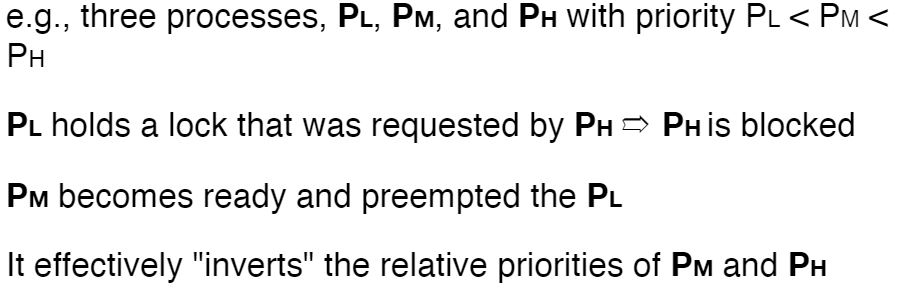 e.g., three processes, PL, PM, and PH with priority PL < PM <
PH
PL holds a lock that was requested by PH ⇨ PH is blocked
PM becomes ready and preempted the PL
It effectively "inverts" the relative priorities of PM and PH